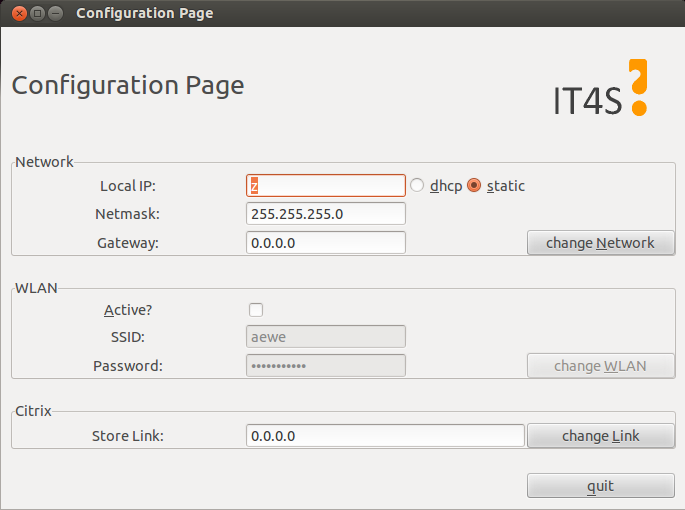 Configuration Page
Configuration Page
IT4S
Network
Local IP: z dhcp static
Netmask: 255.255.255.0
Gateway: 0.0.0.0 change Network
WLAN
Active?
SSID: aewe
Password: ••••••••••• change WLAN
Citrix
Store Link: 0.0.0.0 change Link
quit